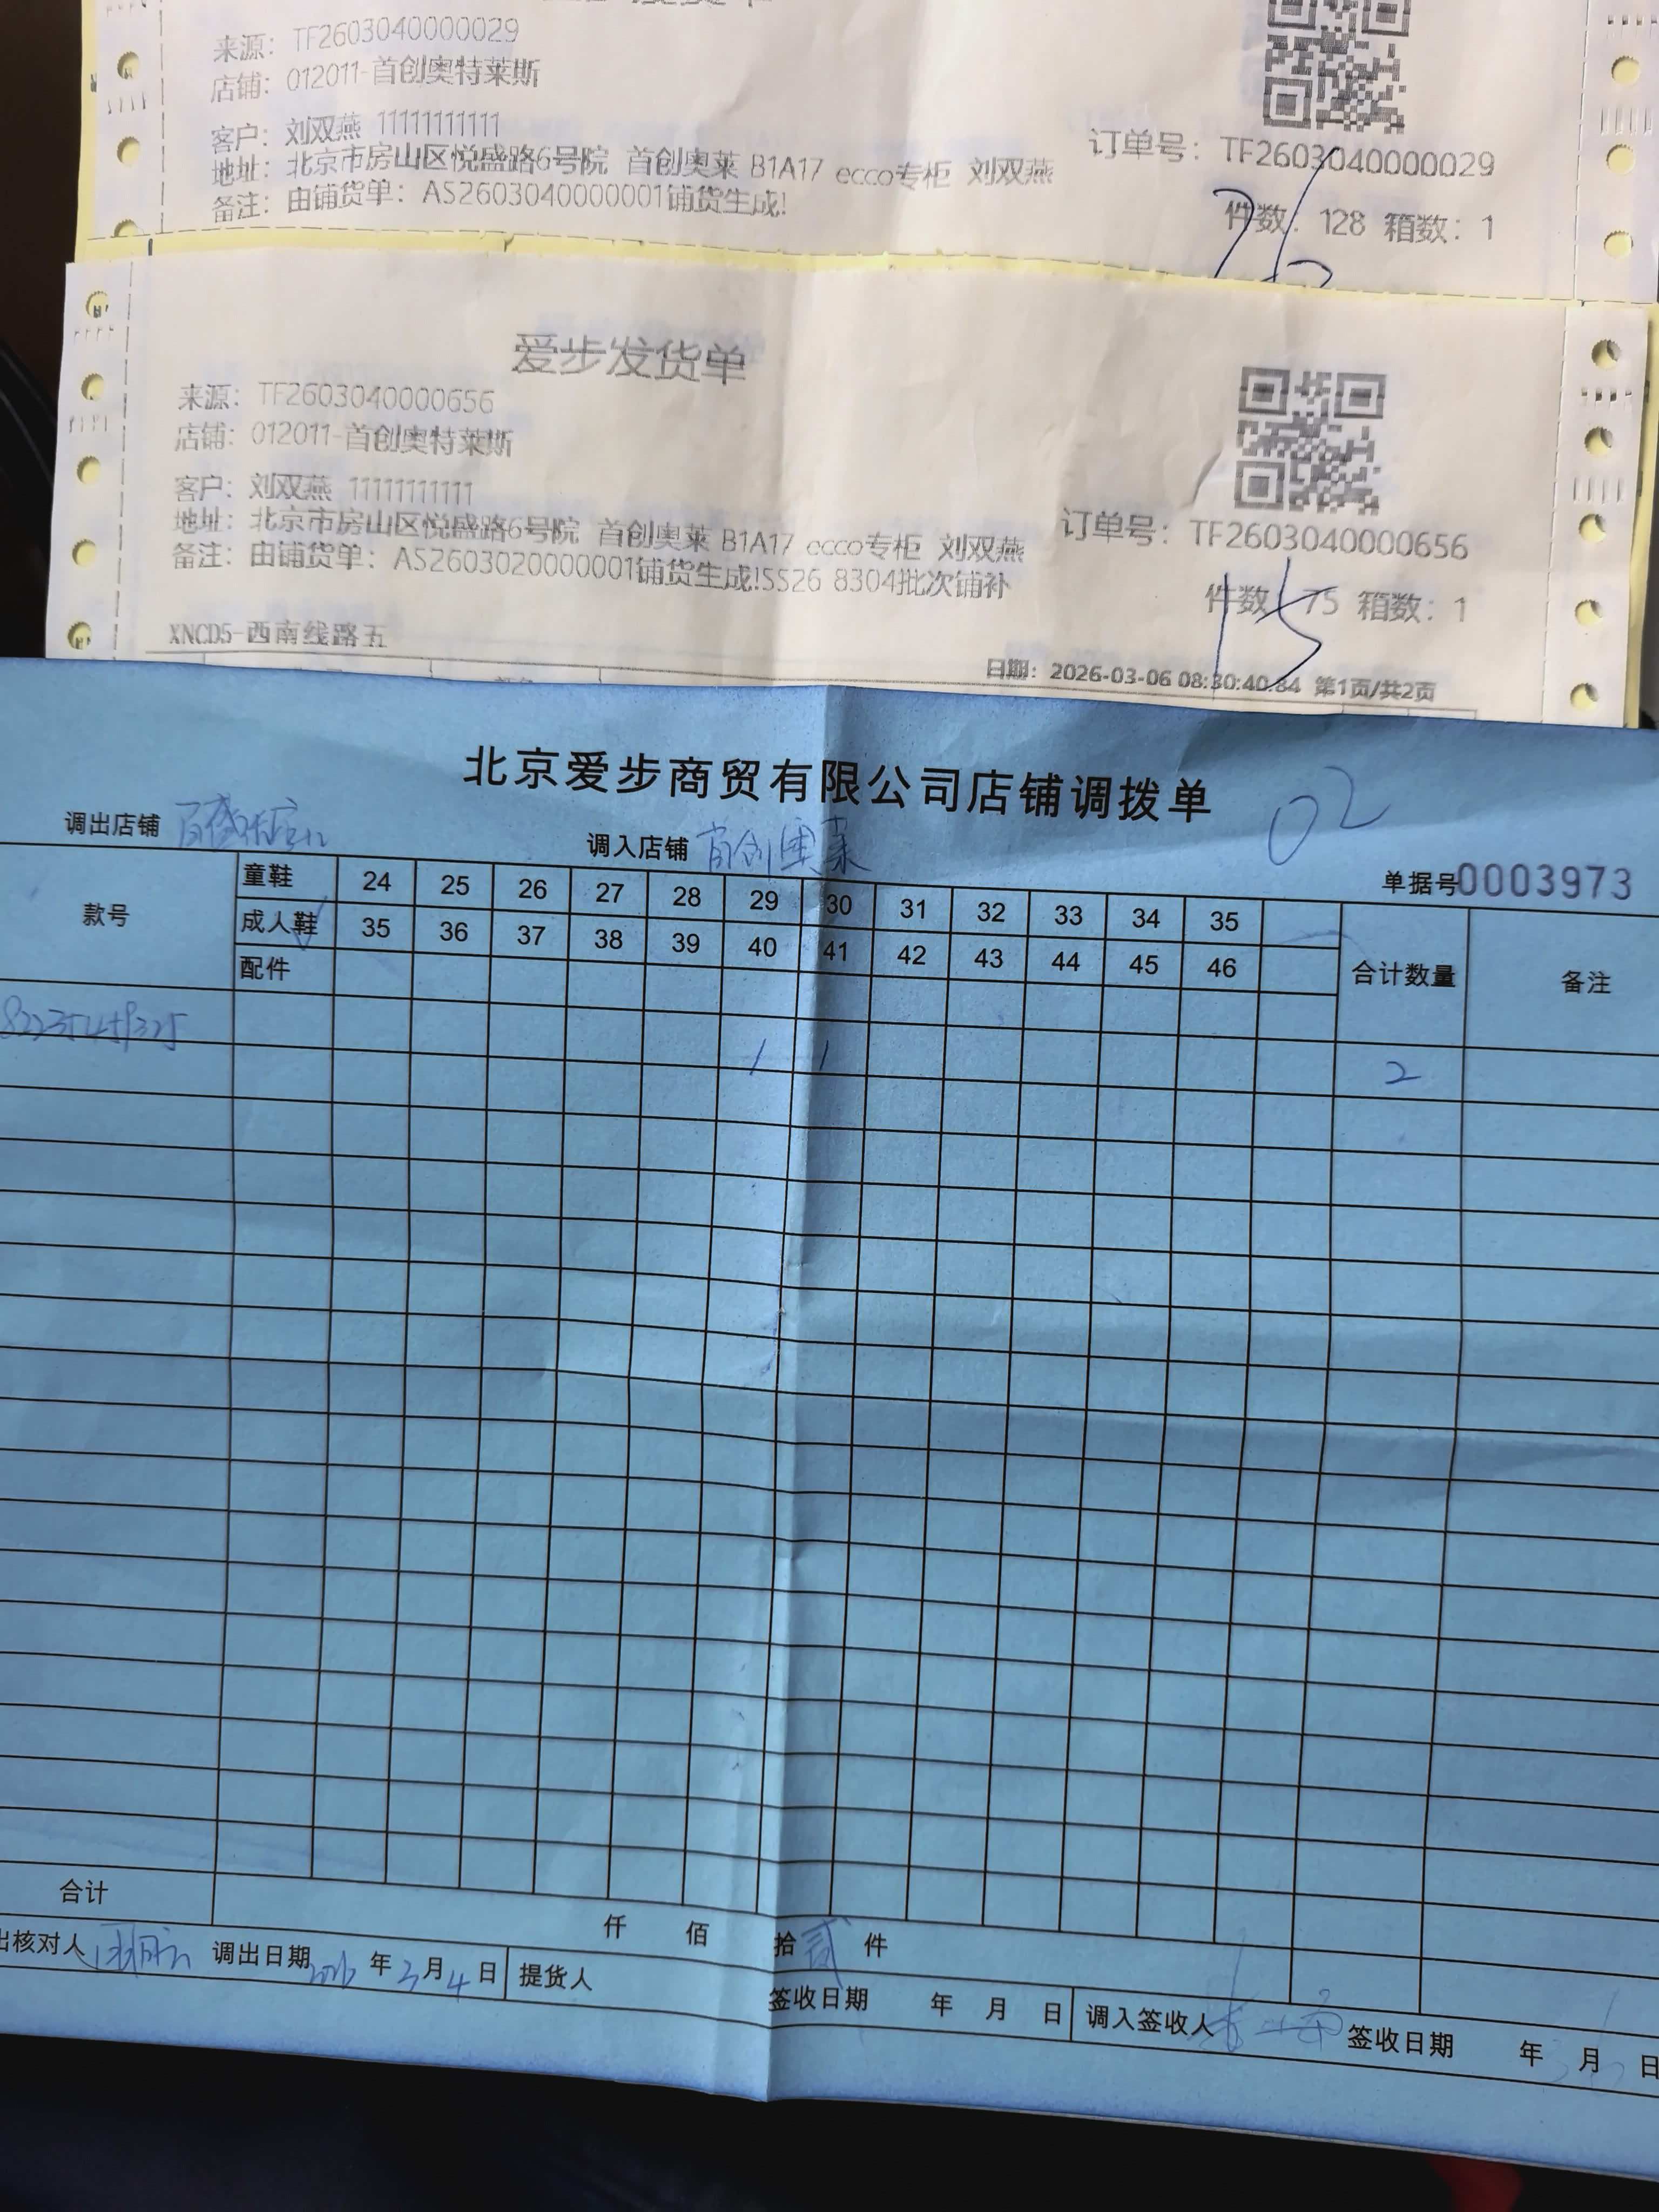 来源：TF2603040000029
店铺：012011-首创奥特莱斯
客户：刘双燕 11111111111
地址：北京市房山区悦盛路6号院 首创奥莱 B1A17 ecco专柜 刘双燕
备注：由铺货单：AS2603040000001铺货生成!
订单号：TF2603040000029
件数：128 箱数：1
爱步发货单
来源：TF2603040000656
店铺：012011-首创奥特莱斯
客户：刘双燕 11111111111
地址：北京市房山区悦盛路6号院 首创奥莱 B1A17 ecco专柜 刘双燕
备注：由铺货单：AS2603020000001铺货生成!SS26 8304批次铺补
订单号：TF2603040000656
件数：75 箱数：1
15
XNCD5-西南线路五
日期：2026-03-06 08:30:40.84 第1页/共2页
北京爱步商贸有限公司店铺调拨单
02
调出店铺 调入店铺 首创奥莱
单据号0003973
款号 童鞋 24 25 26 27 28 29 30 31 32 33 34 35 合计数量 备注
成人鞋 35 36 37 38 39 40 41 42 43 44 45 46
配件
1 1 2
合计 仟 佰 拾 贰 件
出核对人 调出日期 2026 年 3 月 4 日 提货人 签收日期 年 月 日 调入签收人 签收日期 年 月 日